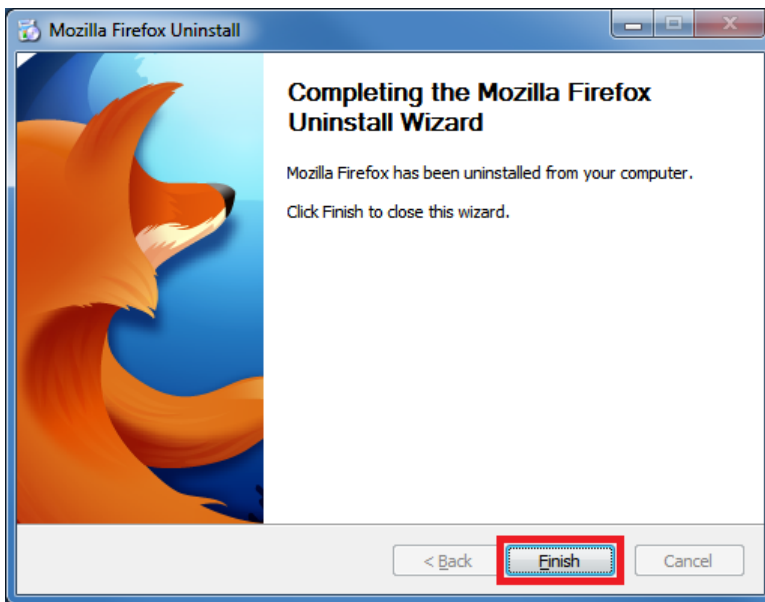 Mozilla Firefox Uninstall
Completing the Mozilla Firefox
Uninstall Wizard
Mozilla Firefox has been uninstalled from your computer.
Click Finish to close this wizard.
< Back
Finish
Cancel